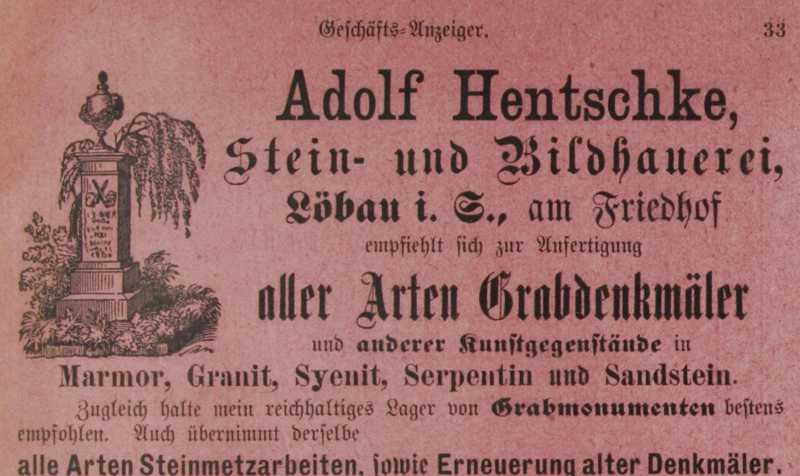 Geschäfts-Anzeiger. 33
Adolf Hentschke,
Stein- und Bildhauerei,
Löbau i. S., am Friedhof
empfiehlt sich zur Anfertigung
aller Arten Grabdenkmäler
und anderer Kunstgegenstände in
Marmor, Granit, Syenit, Serpentin und Sandstein.
Zugleich halte mein reichhaltiges Lager von Grabmonumenten bestens
empfohlen. Auch übernimmt derselbe
alle Arten Steinmetzarbeiten, sowie Erneuerung alter Denkmäler.